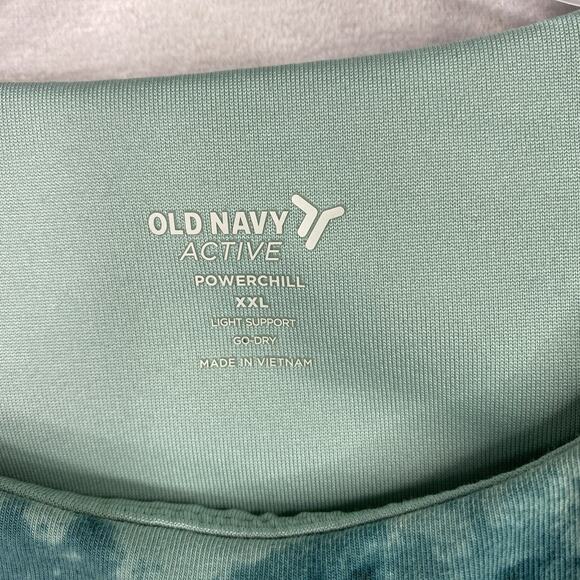 OLD NAVY
ACTIVE
POWERCHILL
XXL
LIGHT SUPPORT
GO-DRY
MADE IN VIETNAM